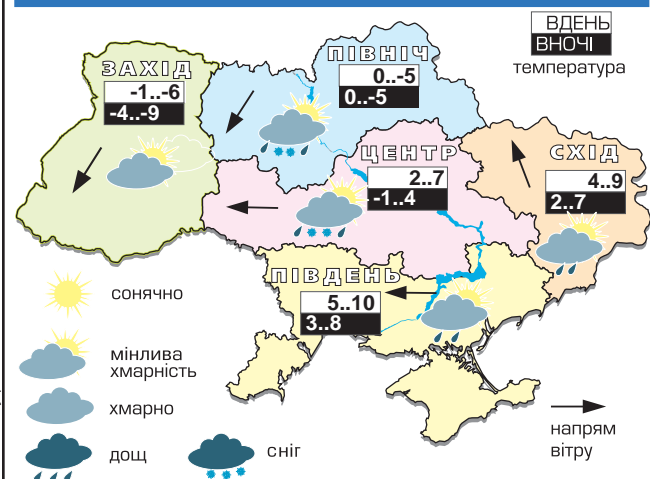 ВДЕНЬ
ВНОЧІ
температура
ЗАХІД
-1..-6
-4..-9
ПІВНІЧ
0..-5
0..-5
ЦЕНТР
2..7
-1..4
СХІД
4..9
2..7
ПІВДЕНЬ
5..10
3..8
сонячно
мінлива
хмарність
хмарно
дощ
сніг
напрям
вітру